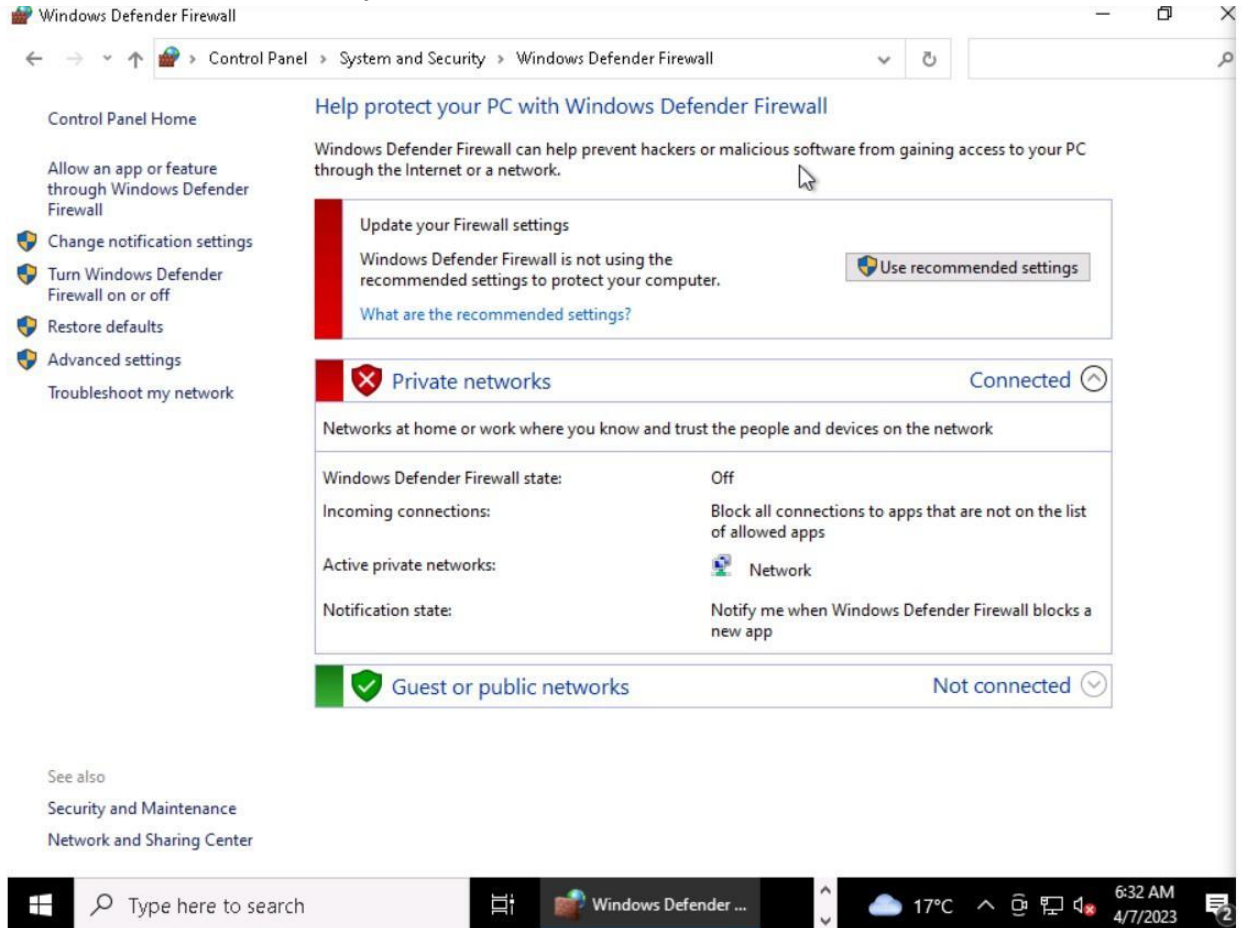 Windows Defender Firewall
Control Panel > System and Security > Windows Defender Firewall
Control Panel Home
Allow an app or feature
through Windows Defender
Firewall
Change notification settings
Turn Windows Defender
Firewall on or off
Restore defaults
Advanced settings
Troubleshoot my network
Help protect your PC with Windows Defender Firewall
Windows Defender Firewall can help prevent hackers or malicious software from gaining access to your PC
through the Internet or a network.
Update your Firewall settings
Windows Defender Firewall is not using the
recommended settings to protect your computer.
Use recommended settings
What are the recommended settings?
Private networks Connected
Networks at home or work where you know and trust the people and devices on the network
Windows Defender Firewall state: Off
Incoming connections: Block all connections to apps that are not on the list
of allowed apps
Active private networks: Network
Notification state: Notify me when Windows Defender Firewall blocks a
new app
Guest or public networks Not connected
See also
Security and Maintenance
Network and Sharing Center
Type here to search Windows Defender ... 17°C 6:32 AM
4/7/2023 2